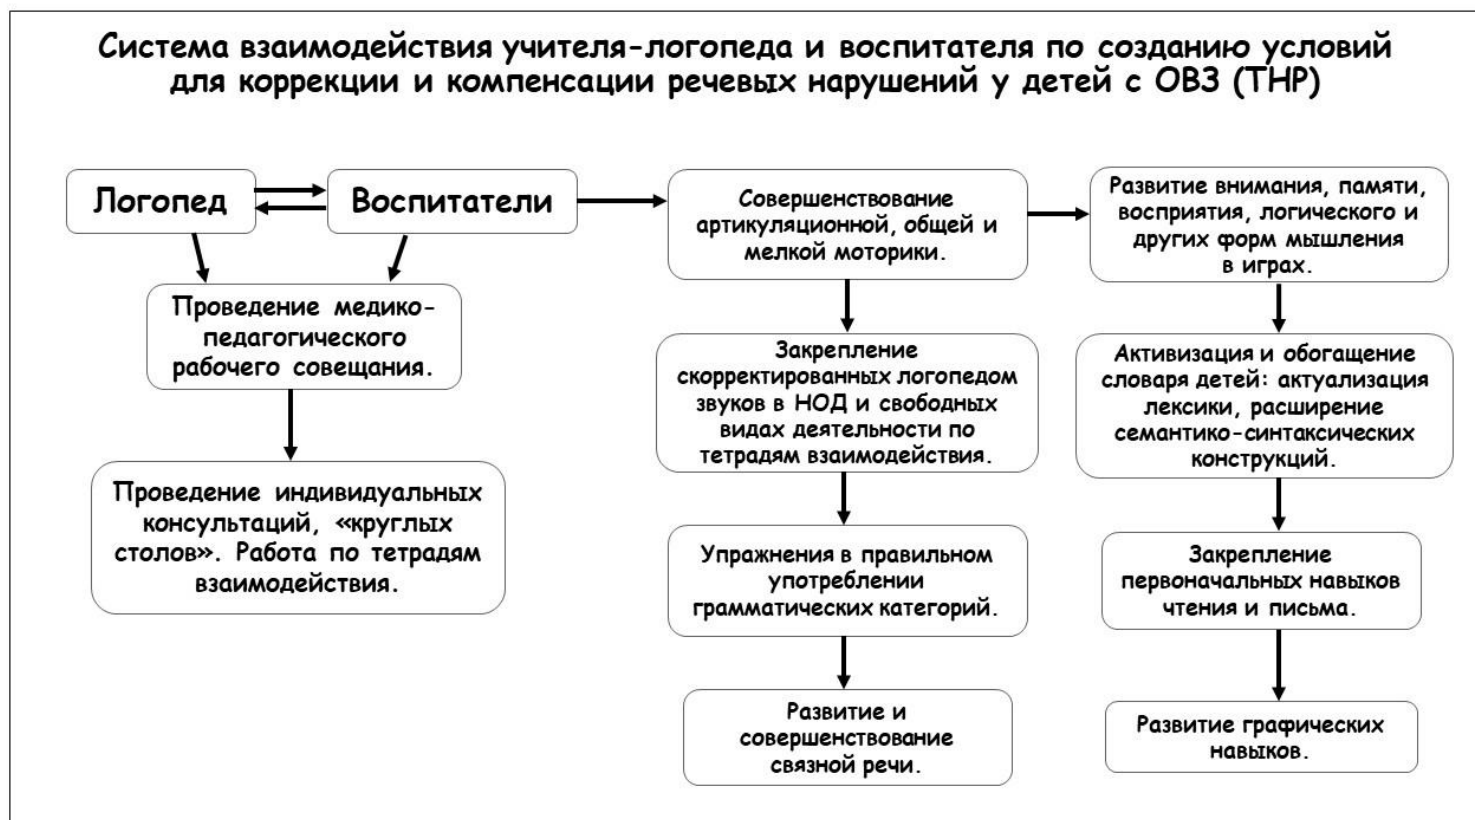 Система взаимодействия учителя-логопеда и воспитателя по созданию условий
для коррекции и компенсации речевых нарушений у детей с ОВЗ (ТНР)
Логопед
Воспитатели
Проведение медико-
педагогического
рабочего совещания.
Проведение индивидуальных
консультаций, «круглых
столов». Работа по тетрадям
взаимодействия.
Совершенствование
артикуляционной, общей и
мелкой моторики.
Закрепление
скорректированных логопедом
звуков в НОД и свободных
видах деятельности по
тетрадям взаимодействия.
Упражнения в правильном
употреблении
грамматических категорий.
Развитие и
совершенствование
связной речи.
Развитие внимания, памяти,
восприятия, логического и
других форм мышления
в играх.
Активизация и обогащение
словаря детей: актуализация
лексики, расширение
семантико-синтаксических
конструкций.
Закрепление
первоначальных навыков
чтения и письма.
Развитие графических
навыков.